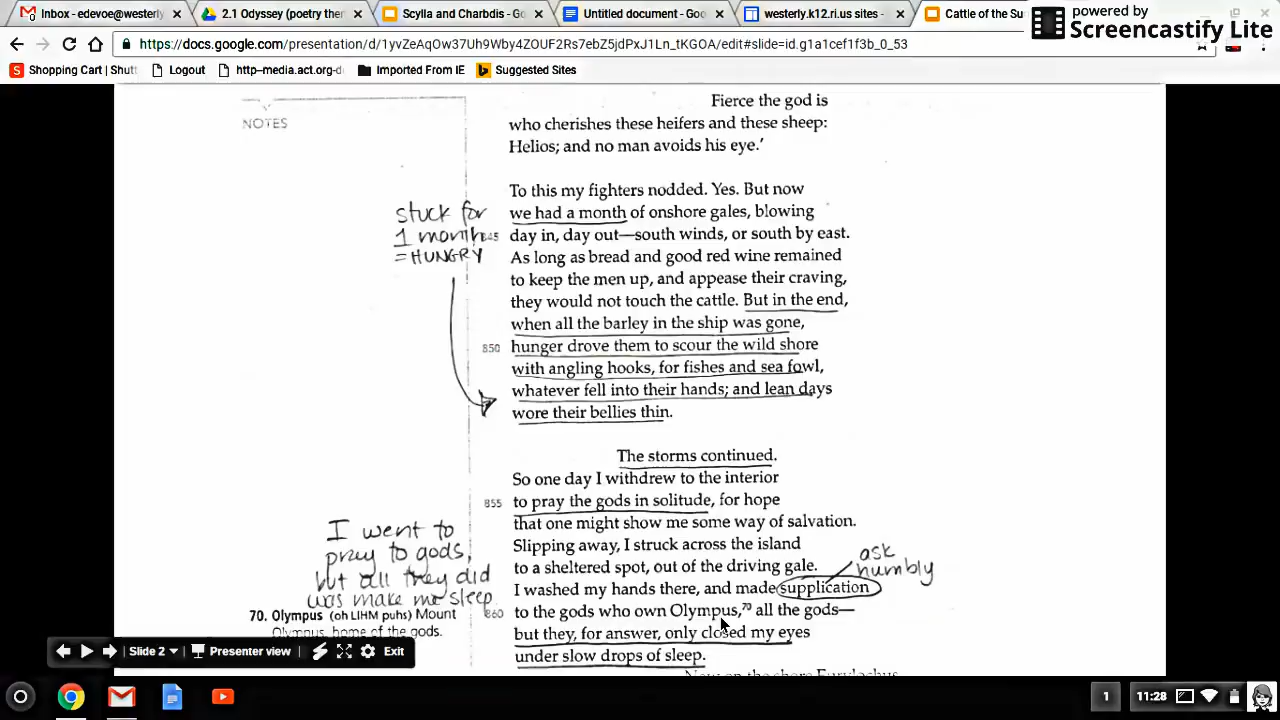 Inbox - edevoe@westerly
2.1 Odyssey (poetry the
Scylla and Charbdis - Go
Untitled document - Goo
westerly.k12.ri.us sites -
Cattle of the Su
powered by
Screencastify Lite
https://docs.google.com/presentation/d/1yvZeAqOw37Uh9Wby4ZOUF2Rs7ebZ5jdPxJ1Ln_tKGOA/edit#slide=id.g1a1cef1f3b_0_53
Shopping Cart | Shutt
Logout
http--media.act.org-d
Imported From IE
Suggested Sites
NOTES
Fierce the god is
who cherishes these heifers and these sheep:
Helios; and no man avoids his eye.'
To this my fighters nodded. Yes. But now
we had a month of onshore gales, blowing
845 day in, day out—south winds, or south by east.
As long as bread and good red wine remained
to keep the men up, and appease their craving,
they would not touch the cattle. But in the end,
when all the barley in the ship was gone,
850 hunger drove them to scour the wild shore
with angling hooks, for fishes and sea fowl,
whatever fell into their hands; and lean days
wore their bellies thin.
stuck for
1 month
= HUNGRY
The storms continued.
So one day I withdrew to the interior
855 to pray the gods in solitude, for hope
that one might show me some way of salvation.
Slipping away, I struck across the island
to a sheltered spot, out of the driving gale.
I washed my hands there, and made supplication
860 to the gods who own Olympus,70 all the gods—
but they, for answer, only closed my eyes
under slow drops of sleep.
ask
humbly
I went to
pray to gods,
but all they did
was make me sleep.
70. Olympus (oh LIHM puhs) Mount
Olympus, home of the gods.
Now on the shore Eurylochus
Slide 2
Presenter view
Exit
1
11:28